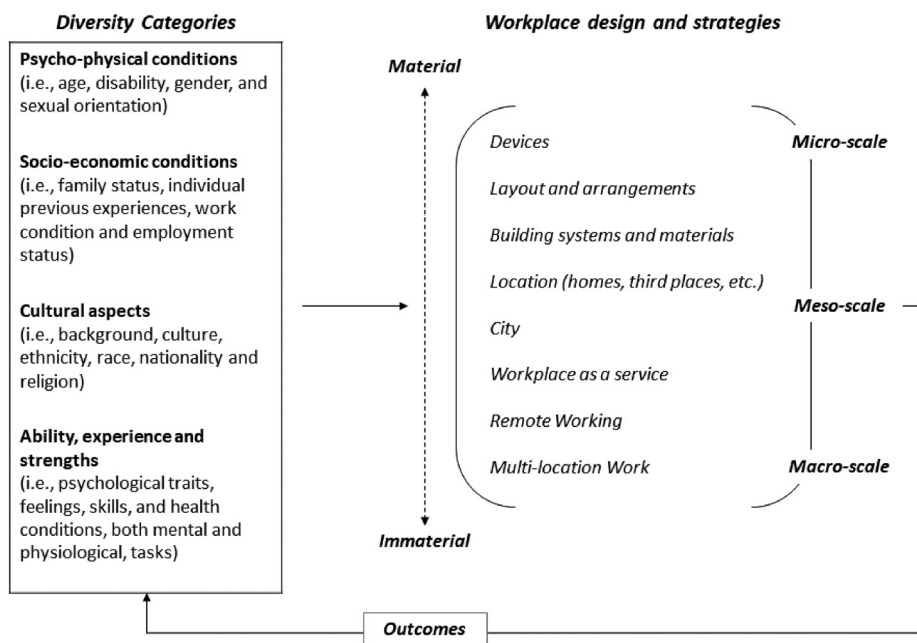 Diversity Categories
Psycho-physical conditions
(i.e., age, disability, gender, and
sexual orientation)
Socio-economic conditions
(i.e., family status, individual
previous experiences, work
condition and employment
status)
Cultural aspects
(i.e., background, culture,
ethnicity, race, nationality and
religion)
Ability, experience and
strengths
(i.e., psychological traits,
feelings, skills, and health
conditions, both mental and
physiological, tasks)
Workplace design and strategies
Material
Immaterial
Devices
Layout and arrangements
Building systems and materials
Location (homes, third places, etc.)
City
Workplace as a service
Remote Working
Multi-location Work
Micro-scale
Meso-scale
Macro-scale
Outcomes